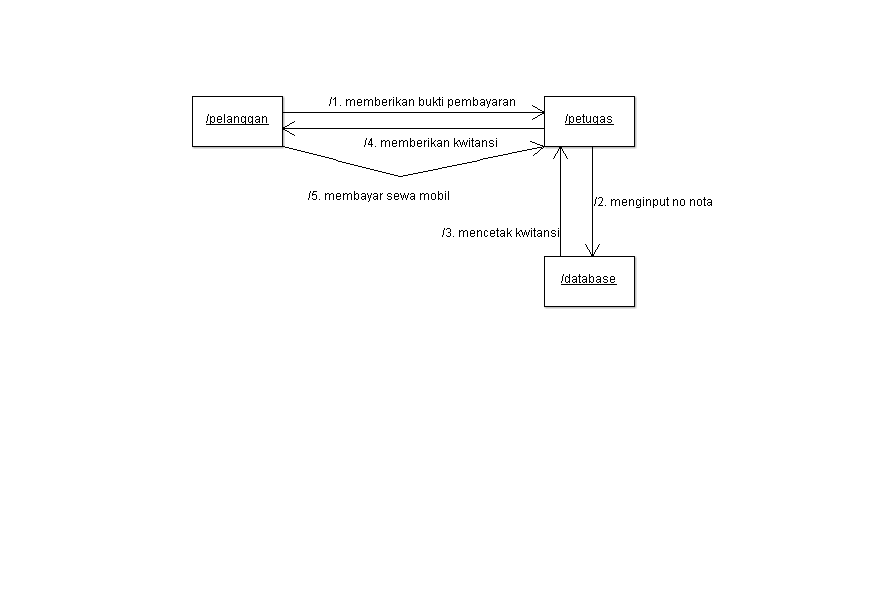 /1. memberikan bukti pembayaran
/pelanggan
/petugas
/4. memberikan kwitansi
/5. membayar sewa mobil
/2. menginput no nota
/3. mencetak kwitansi
/database